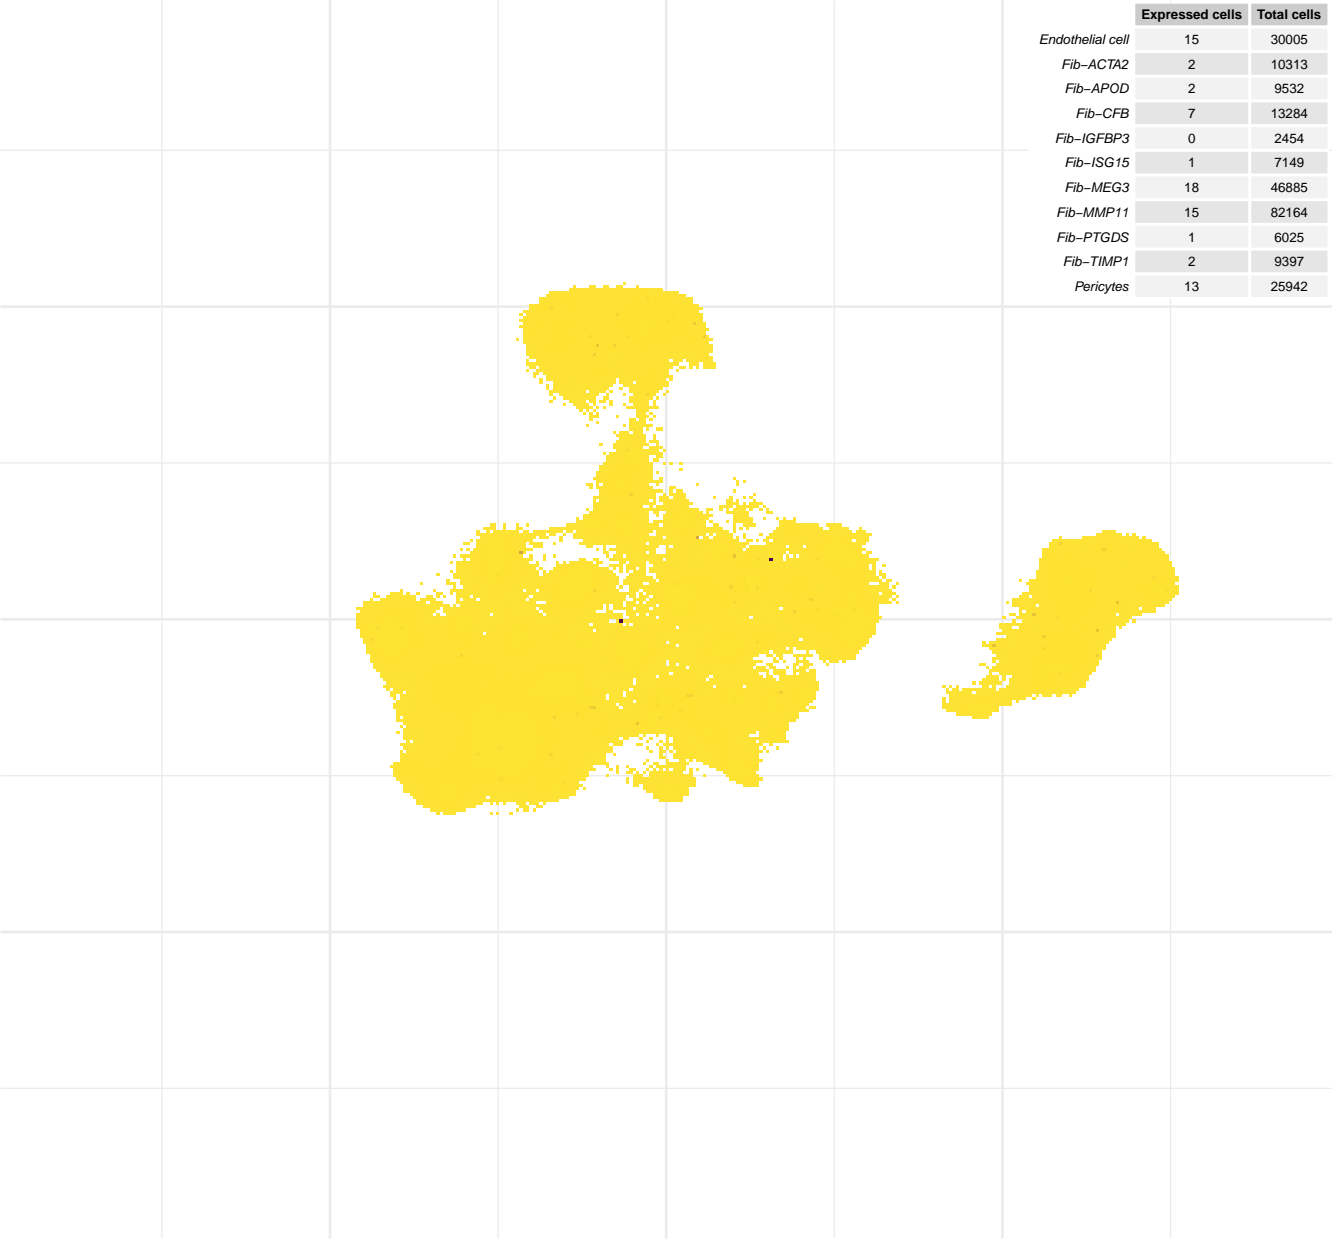 Expressed cells Total cells
Endothelial cell 15 30005
Fib−ACTA2 2 10313
Fib−APOD 2 9532
Fib−CFB 7 13284
Fib−IGFBP3 0 2454
Fib−ISG15 1 7149
Fib−MEG3 18 46885
Fib−MMP11 15 82164
Fib−PTGDS 1 6025
Fib−TIMP1 2 9397
Pericytes 13 25942